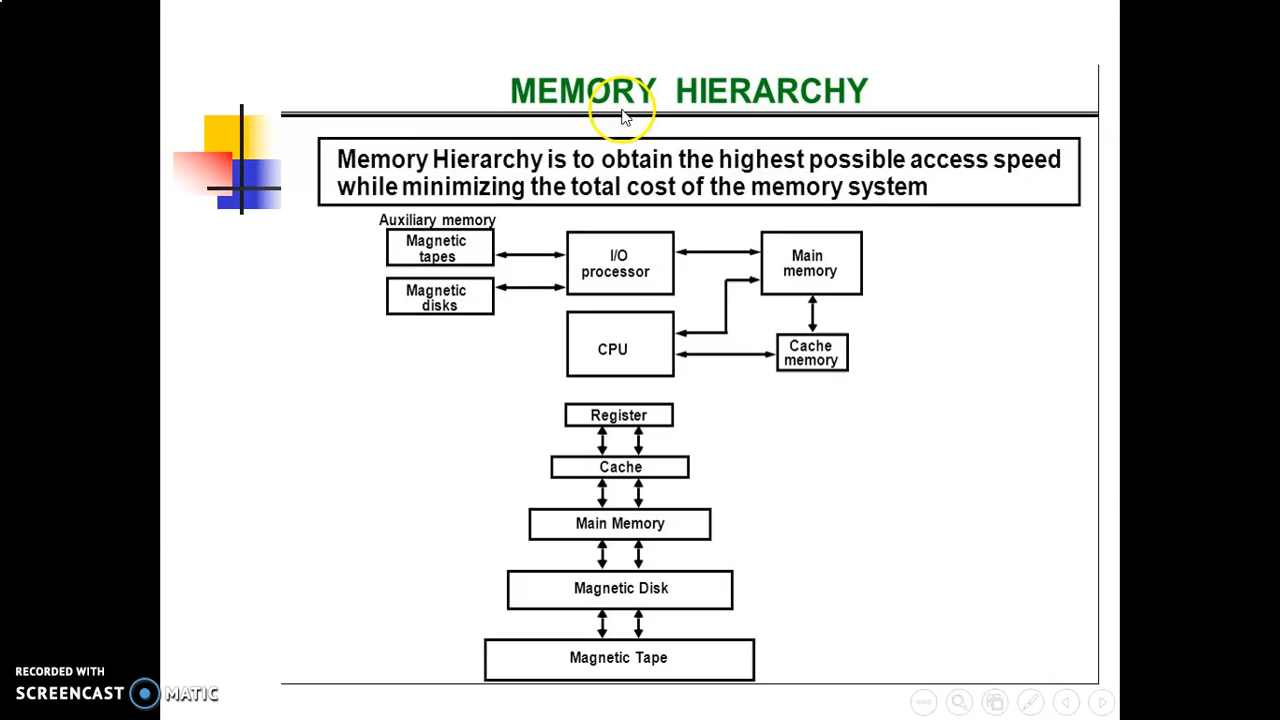 MEMORY HIERARCHY
Memory Hierarchy is to obtain the highest possible access speed
while minimizing the total cost of the memory system
Auxiliary memory
Magnetic
tapes
I/O
processor
Main
memory
Magnetic
disks
CPU
Cache
memory
Register
Cache
Main Memory
Magnetic Disk
Magnetic Tape
RECORDED WITH
SCREENCAST MATIC